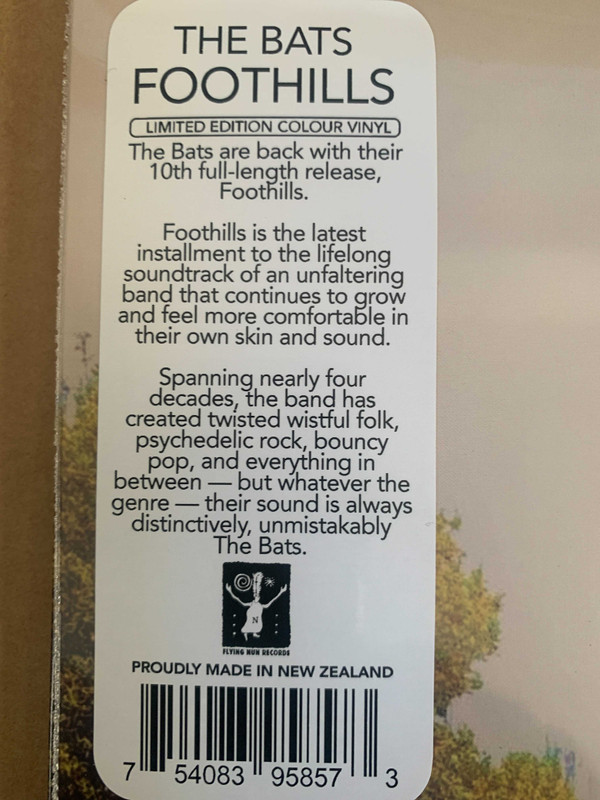 THE BATS
FOOTHILLS
LIMITED EDITION COLOUR VINYL
The Bats are back with their
10th full-length release,
Foothills.
Foothills is the latest
installment to the lifelong
soundtrack of an unfaltering
band that continues to grow
and feel more comfortable in
their own skin and sound.
Spanning nearly four
decades, the band has
created twisted wistful folk,
psychedelic rock, bouncy
pop, and everything in
between — but whatever the
genre — their sound is always
distinctively, unmistakably
The Bats.
N
FLYING NUN RECORDS
PROUDLY MADE IN NEW ZEALAND
7 54083 95857 3